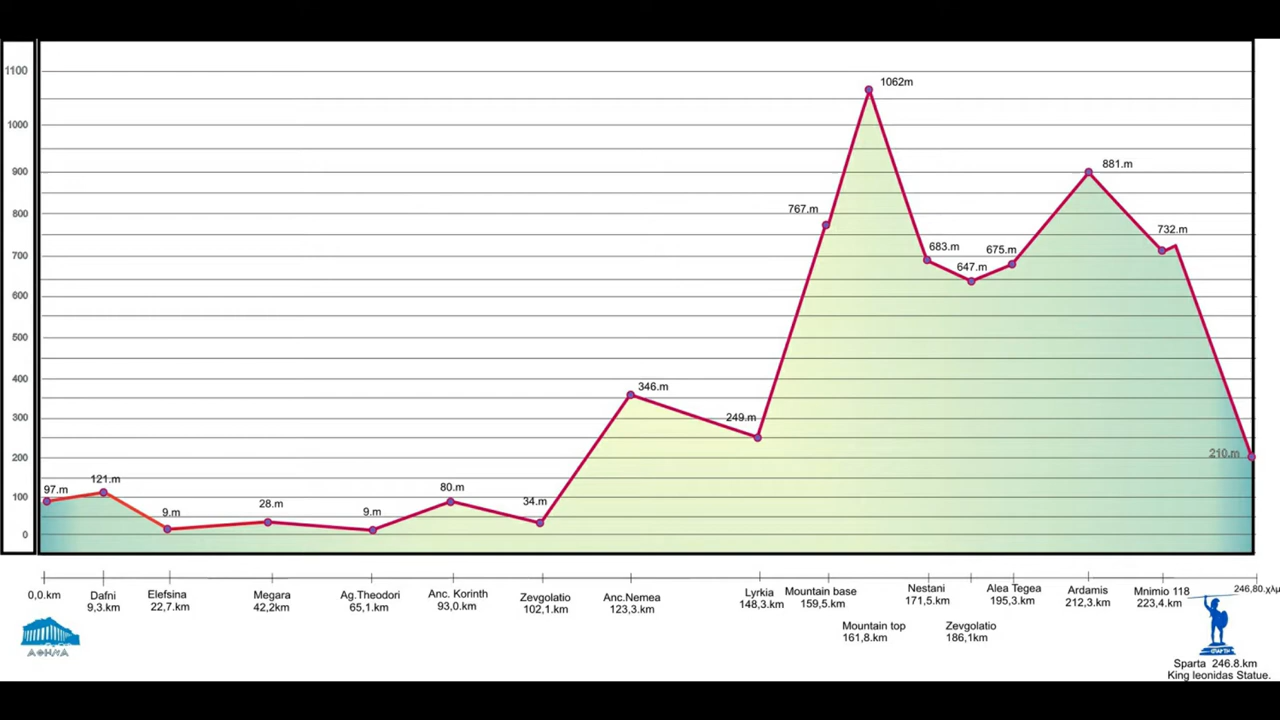 1100
1000
900
800
700
600
500
400
300
200
100
0
97.m
121.m
9.m
28.m
9.m
80.m
34.m
346.m
249.m
767.m
1062m
683.m
647.m
675.m
881.m
732.m
210.m
0,0.km
Dafni
9,3.km
Elefsina
22,7.km
Megara
42,2km
Ag.Theodori
65,1.km
Anc. Korinth
93,0.km
Zevgolatio
102,1.km
Anc.Nemea
123,3.km
Lyrkia
148,3.km
Mountain base
159,5.km
Mountain top
161,8.km
Nestani
171,5.km
Zevgolatio
186,1km
Alea Tegea
195,3.km
Ardamis
212,3.km
Mnimio 118
223,4.km
246,80.χλμ
ΑΘΗΝΑ
ΣΠΑΡΤΗ
Sparta 246.8.km
King leonidas Statue.